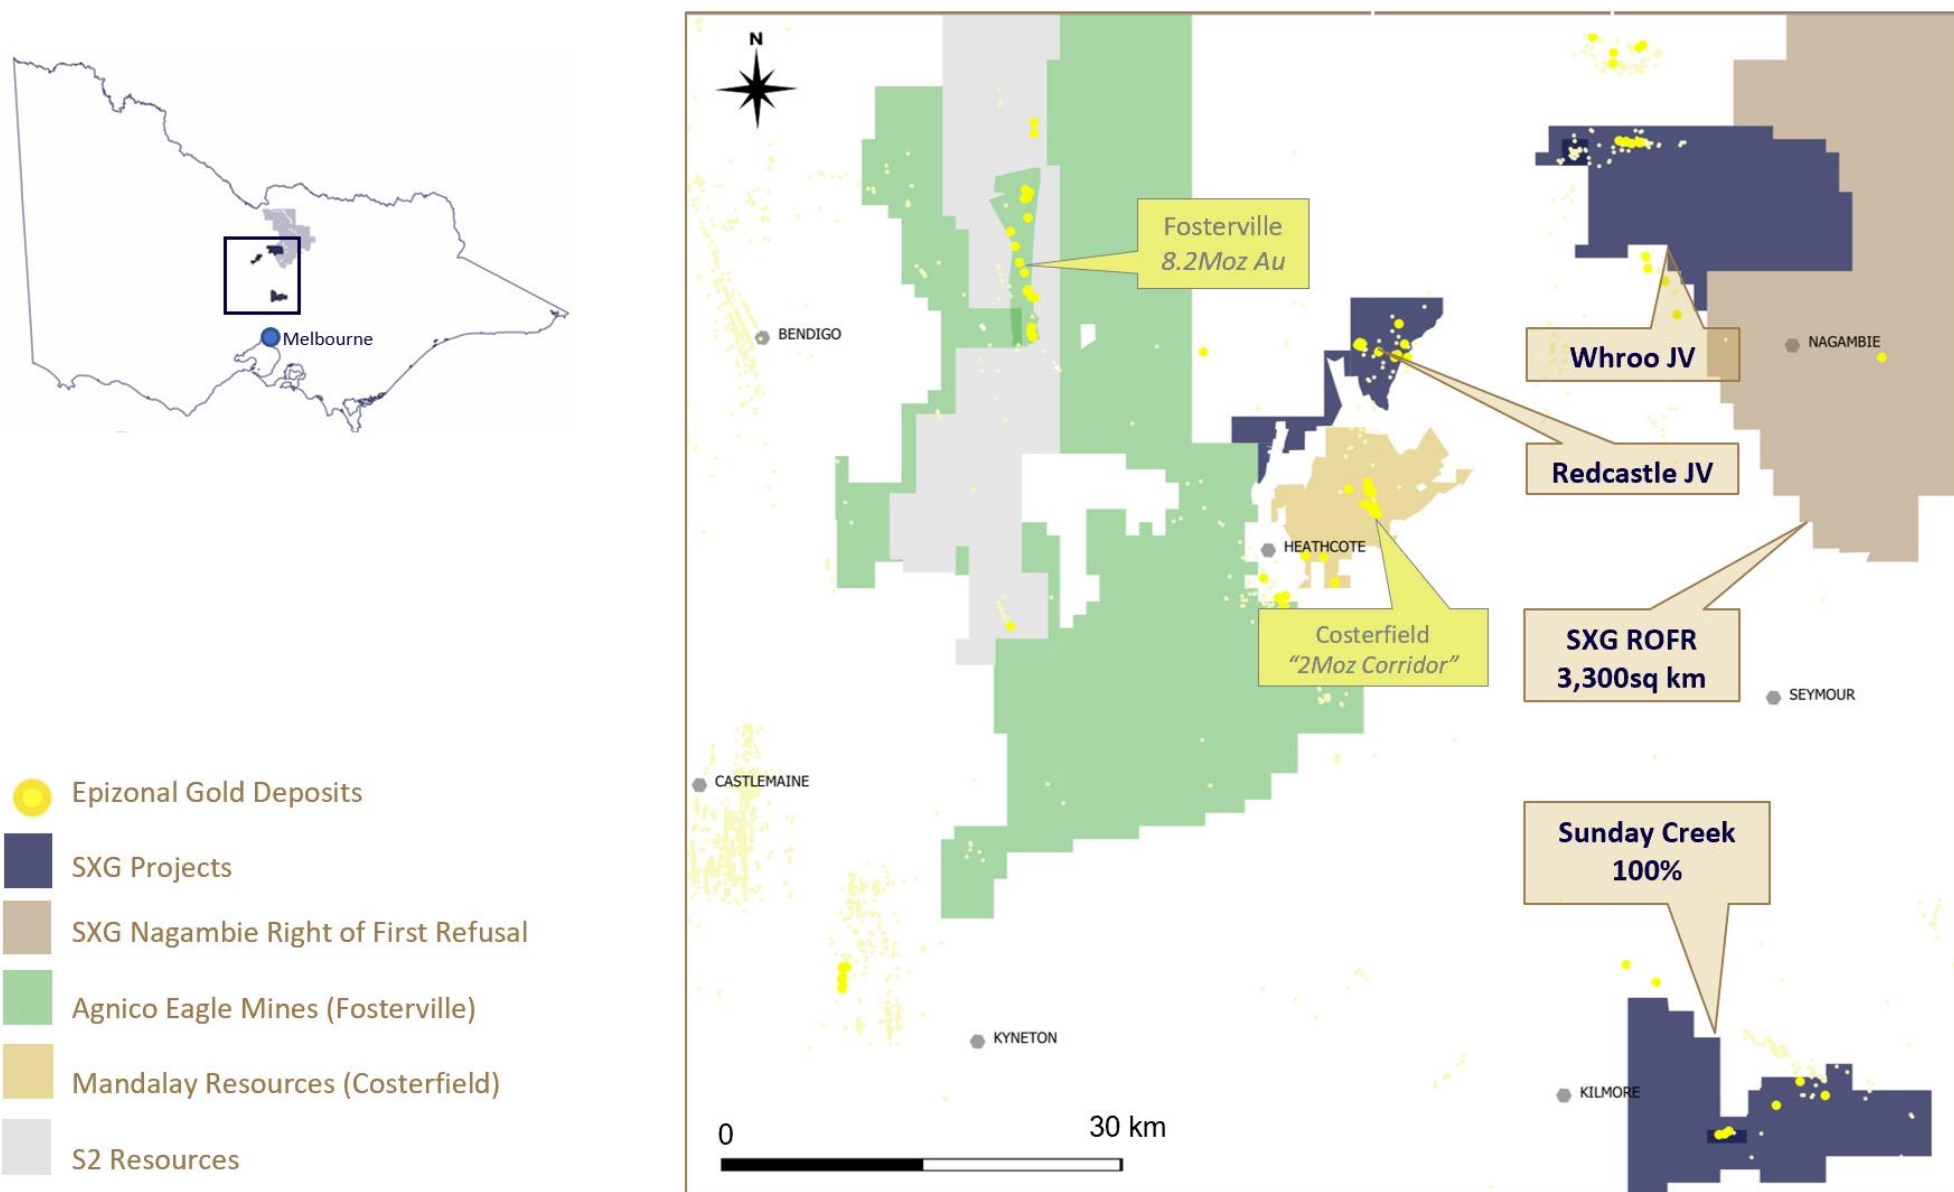 Melbourne
Epizonal Gold Deposits
SXG Projects
SXG Nagambie Right of First Refusal
Agnico Eagle Mines (Fosterville)
Mandalay Resources (Costerfield)
S2 Resources
N
Fosterville
8.2Moz Au
BENDIGO
NAGAMBIE
Whroo JV
Redcastle JV
HEATHCOTE
Costerfield
“2Moz Corridor”
SXG ROFR
3,300sq km
SEYMOUR
CASTLEMAINE
Sunday Creek
100%
KYNETON
KILMORE
0
30 km